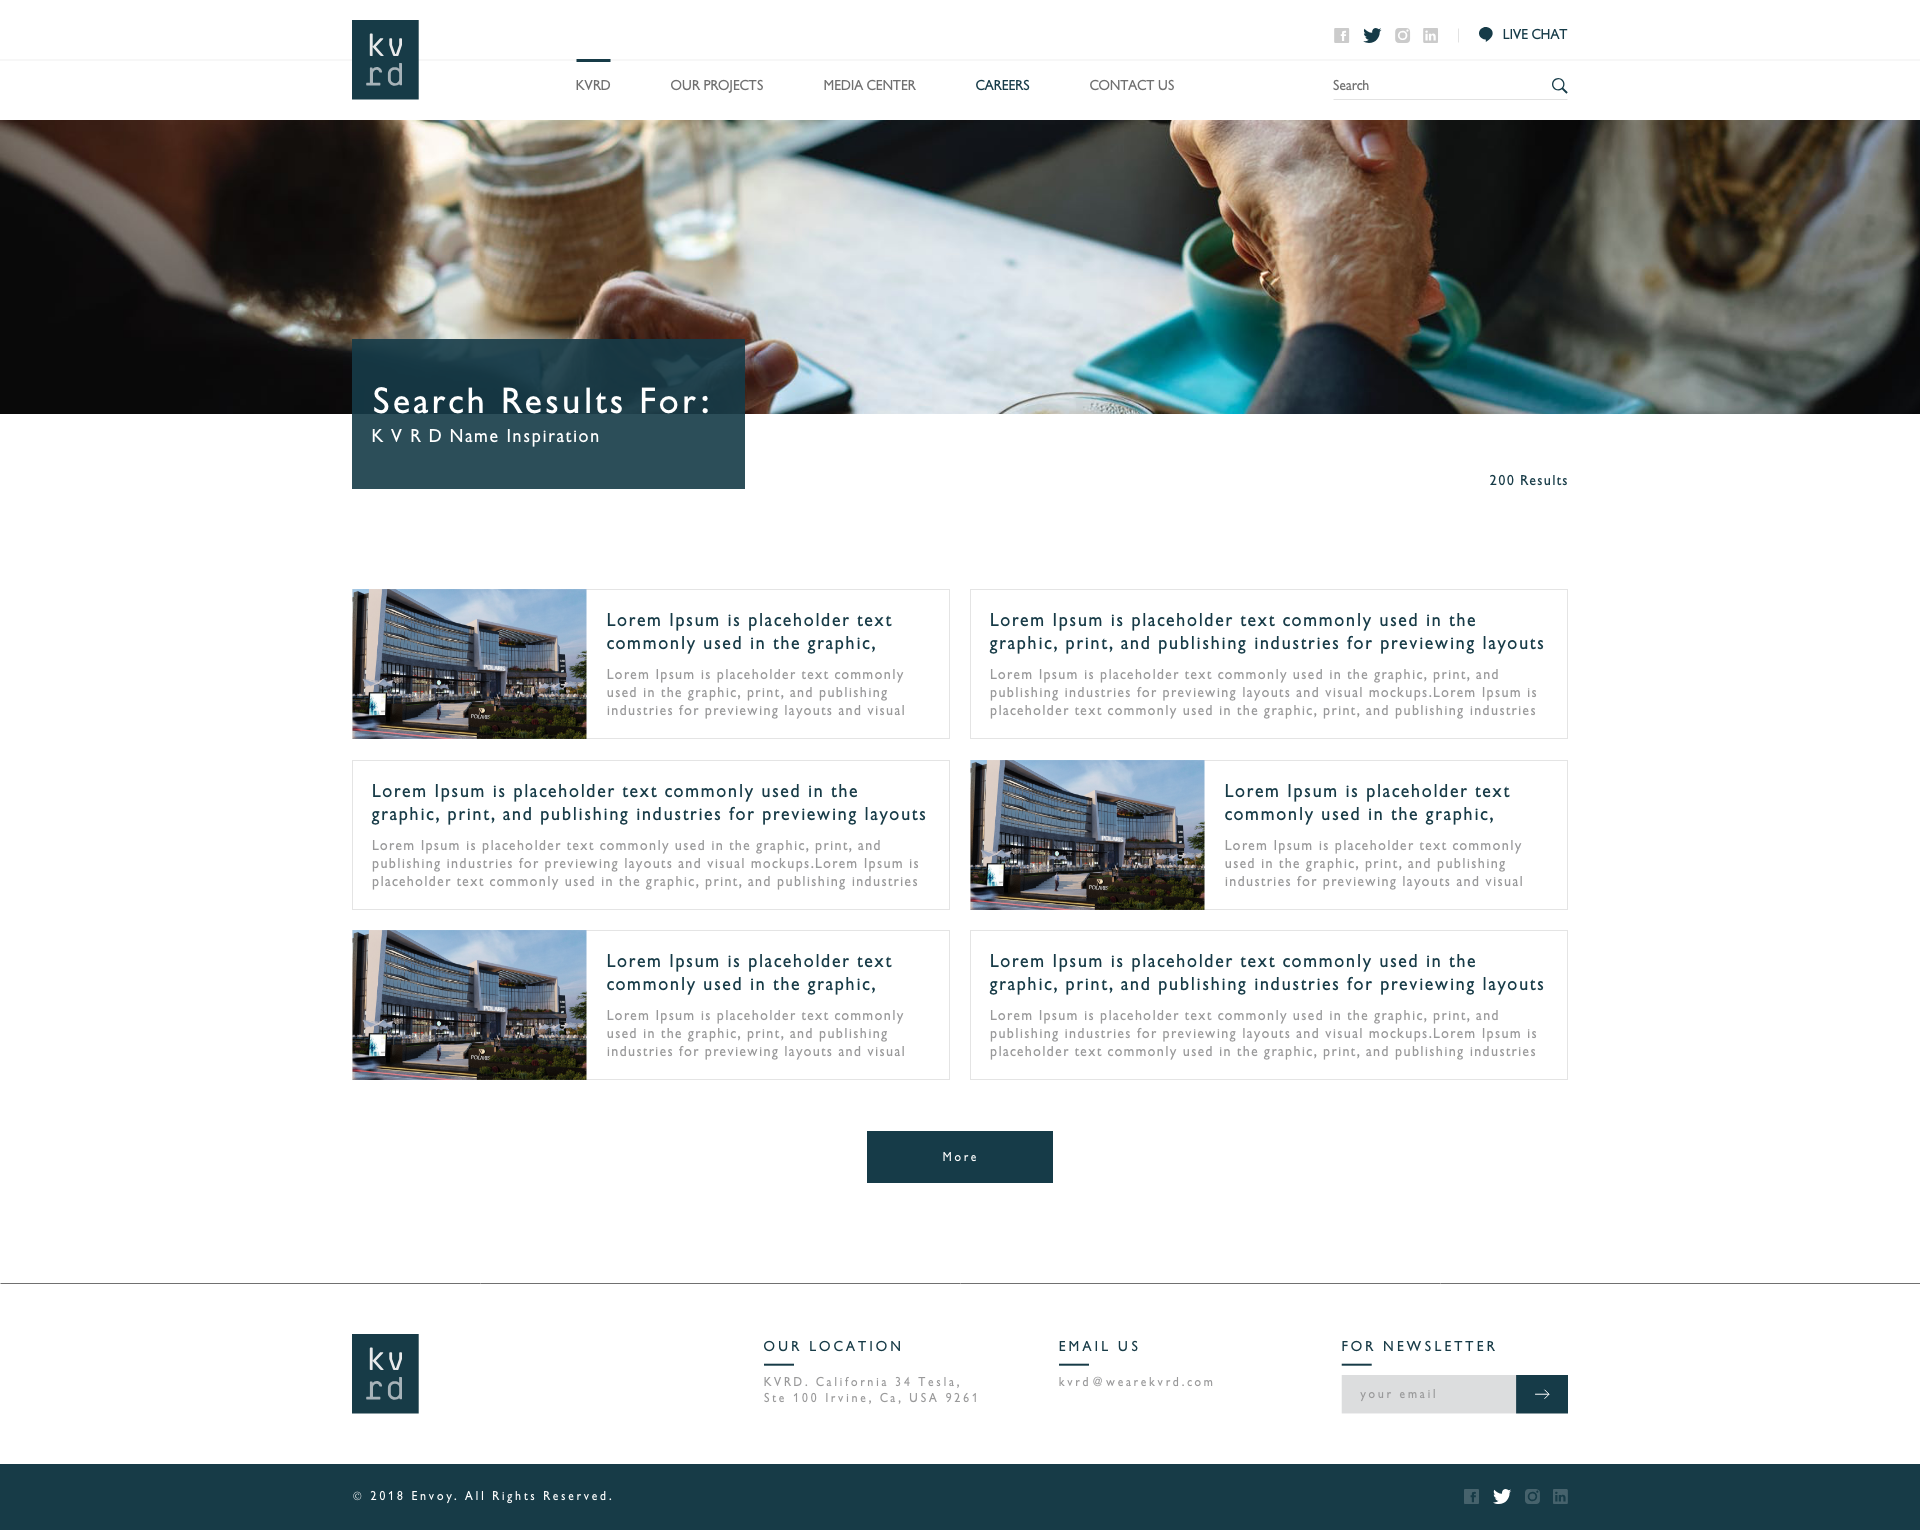 kv
rd
LIVE CHAT
KVRD
OUR PROJECTS
MEDIA CENTER
CAREERS
CONTACT US
Search
Search Results For:
K V R D Name Inspiration
200 Results
POLARIS
POLARIS
Lorem Ipsum is placeholder text
commonly used in the graphic,
Lorem Ipsum is placeholder text commonly
used in the graphic, print, and publishing
industries for previewing layouts and visual
Lorem Ipsum is placeholder text commonly used in the
graphic, print, and publishing industries for previewing layouts
Lorem Ipsum is placeholder text commonly used in the graphic, print, and
publishing industries for previewing layouts and visual mockups.Lorem Ipsum is
placeholder text commonly used in the graphic, print, and publishing industries
Lorem Ipsum is placeholder text commonly used in the
graphic, print, and publishing industries for previewing layouts
Lorem Ipsum is placeholder text commonly used in the graphic, print, and
publishing industries for previewing layouts and visual mockups.Lorem Ipsum is
placeholder text commonly used in the graphic, print, and publishing industries
POLARIS
POLARIS
Lorem Ipsum is placeholder text
commonly used in the graphic,
Lorem Ipsum is placeholder text commonly
used in the graphic, print, and publishing
industries for previewing layouts and visual
POLARIS
POLARIS
Lorem Ipsum is placeholder text
commonly used in the graphic,
Lorem Ipsum is placeholder text commonly
used in the graphic, print, and publishing
industries for previewing layouts and visual
Lorem Ipsum is placeholder text commonly used in the
graphic, print, and publishing industries for previewing layouts
Lorem Ipsum is placeholder text commonly used in the graphic, print, and
publishing industries for previewing layouts and visual mockups.Lorem Ipsum is
placeholder text commonly used in the graphic, print, and publishing industries
More
kv
rd
OUR LOCATION
KVRD. California 34 Tesla,
Ste 100 Irvine, Ca, USA 9261
EMAIL US
kvrd@wearekvrd.com
FOR NEWSLETTER
your email
© 2018 Envoy. All Rights Reserved.